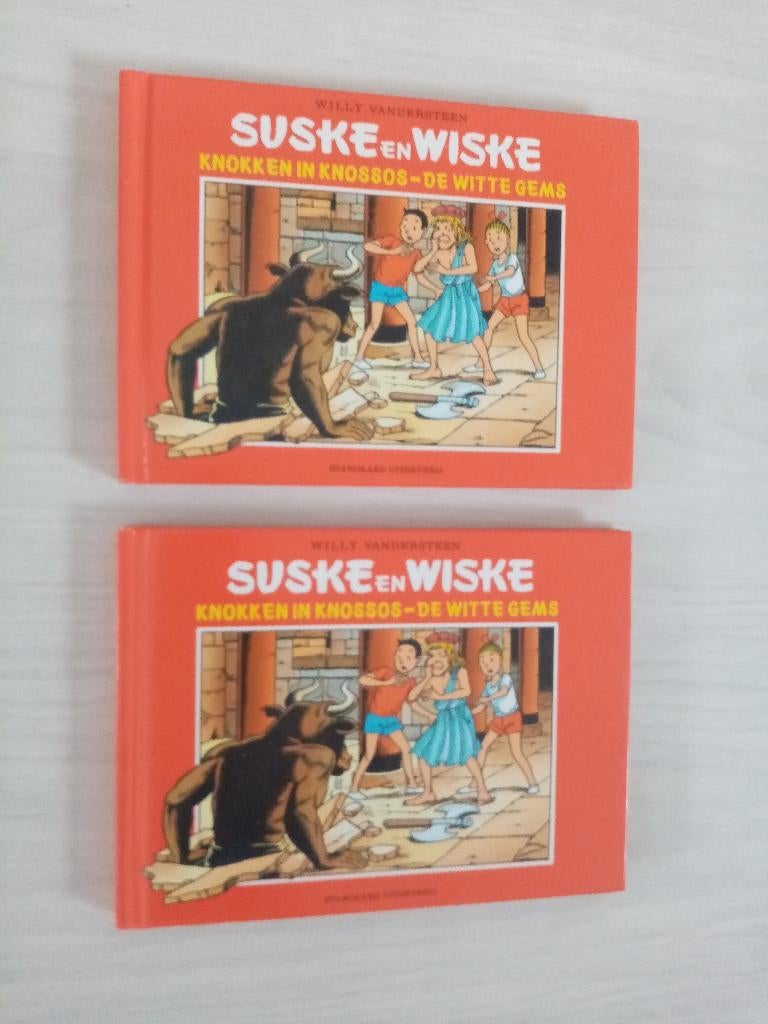 WILLY VANDERSTEEN
SUSKE EN WISKE
KNOKKEN IN KNOSSOS-DE WITTE GEMS
STANDAARD UITGEVERIJ
WILLY VANDERSTEEN
SUSKE EN WISKE
KNOKKEN IN KNOSSOS-DE WITTE GEMS
STANDAARD UITGEVERIJ